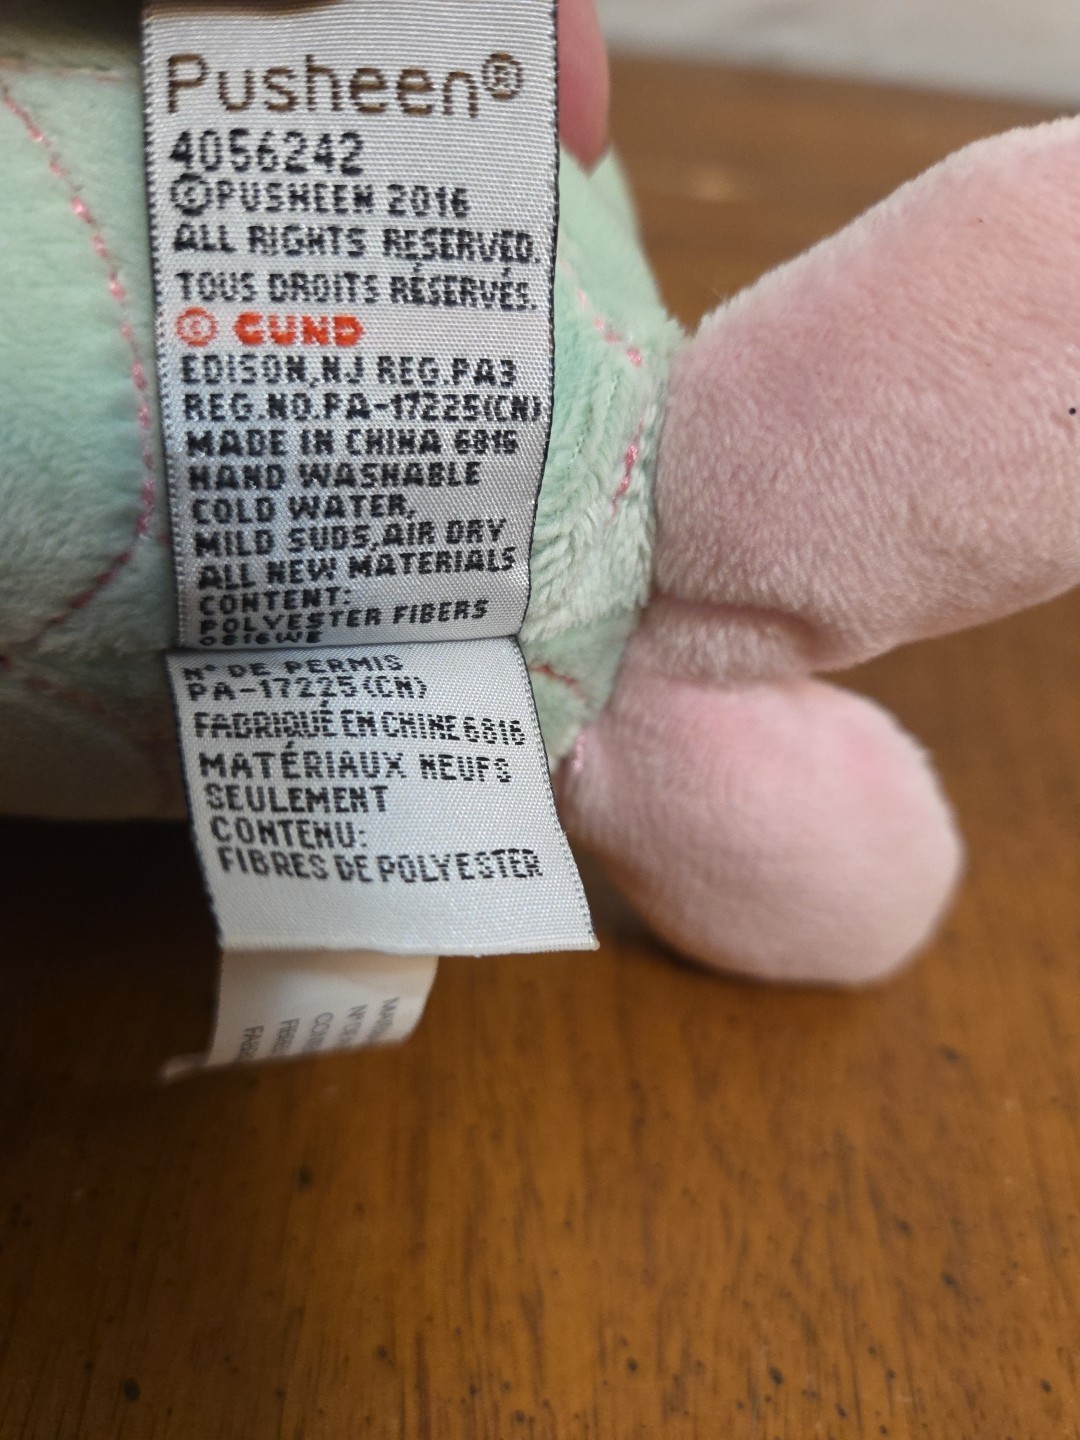 Pusheen®
4056242
©PUSHEEN 2016
ALL RIGHTS RESERVED.
TOUS DROITS RÉSERVÉS.
© GUND
EDISON,NJ REG.PA3
REG.NO.PA-17225(CN)
MADE IN CHINA 6816
HAND WASHABLE
COLD WATER,
MILD SUDS,AIR DRY
ALL NEW MATERIALS
CONTENT:
POLYESTER FIBERS
0816WE
N° DE PERMIS
PA-17225(CN)
FABRIQUÉ EN CHINE 6816
MATÉRIAUX NEUFS
SEULEMENT
CONTENU:
FIBRES DE POLYESTER